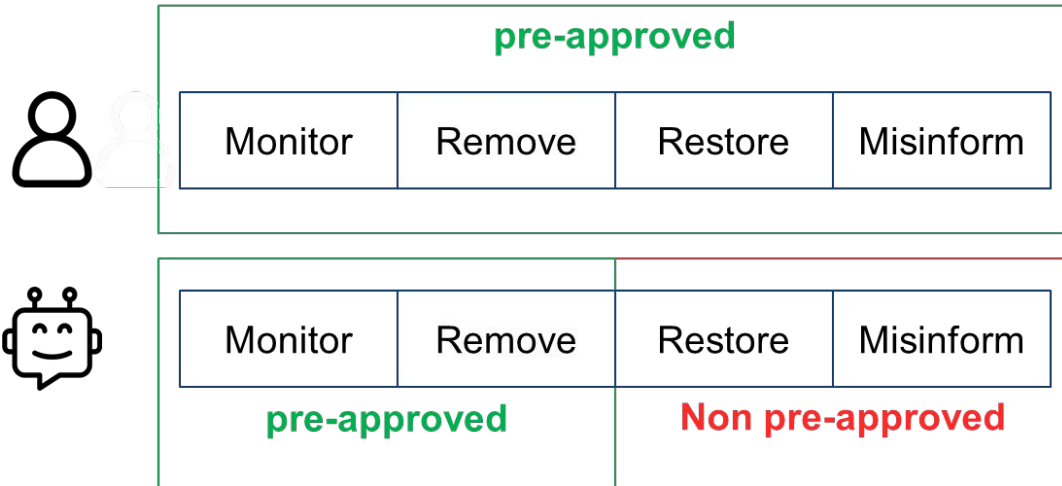 pre-approved
Monitor Remove Restore Misinform
Monitor Remove Restore Misinform
pre-approved Non pre-approved